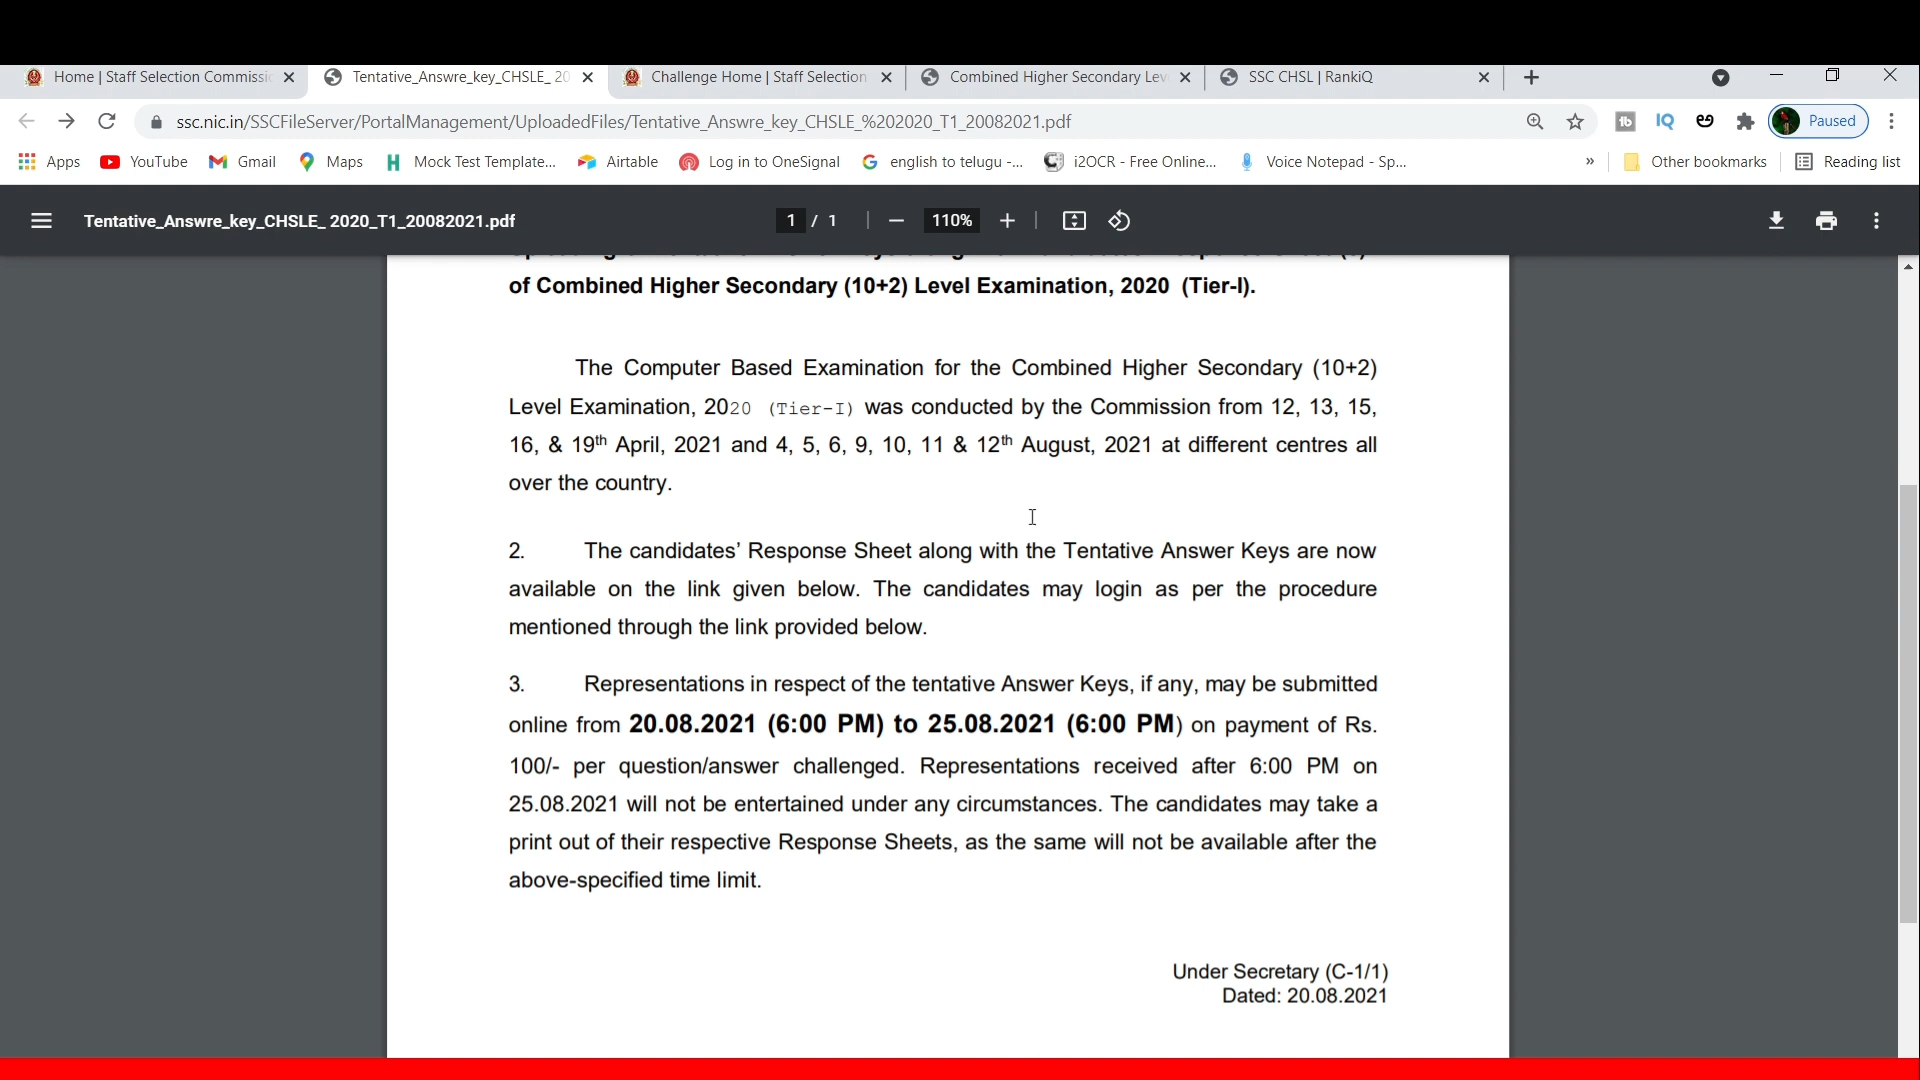 Home | Staff Selection Commissi
Tentative_Answre_key_CHSLE_ 20
Challenge Home | Staff Selection
Combined Higher Secondary Lev
SSC CHSL | RankiQ
ssc.nic.in/SSCFileServer/PortalManagement/UploadedFiles/Tentative_Answre_key_CHSLE_%202020_T1_20082021.pdf
tb
IQ
Paused
Apps
YouTube
Gmail
Maps
Mock Test Template...
Airtable
Log in to OneSignal
english to telugu -...
i2OCR - Free Online...
Voice Notepad - Sp...
»
Other bookmarks
Reading list
Tentative_Answre_key_CHSLE_ 2020_T1_20082021.pdf
1 / 1
110%
of Combined Higher Secondary (10+2) Level Examination, 2020 (Tier-I).
The Computer Based Examination for the Combined Higher Secondary (10+2)
Level Examination, 2020 (Tier-I) was conducted by the Commission from 12, 13, 15,
16, & 19th April, 2021 and 4, 5, 6, 9, 10, 11 & 12th August, 2021 at different centres all
over the country.
2. The candidates’ Response Sheet along with the Tentative Answer Keys are now
available on the link given below. The candidates may login as per the procedure
mentioned through the link provided below.
3. Representations in respect of the tentative Answer Keys, if any, may be submitted
online from 20.08.2021 (6:00 PM) to 25.08.2021 (6:00 PM) on payment of Rs.
100/- per question/answer challenged. Representations received after 6:00 PM on
25.08.2021 will not be entertained under any circumstances. The candidates may take a
print out of their respective Response Sheets, as the same will not be available after the
above-specified time limit.
Under Secretary (C-1/1)
Dated: 20.08.2021